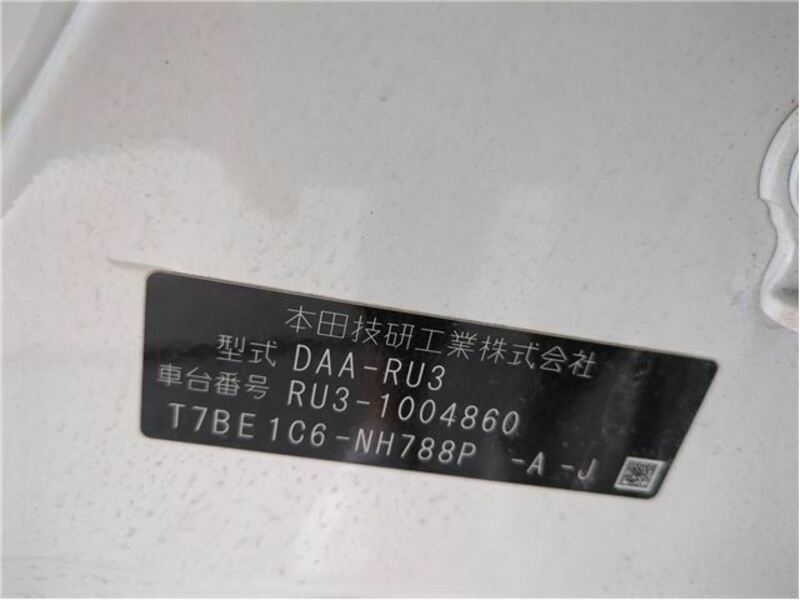 本田技研工業株式会社
型式 DAA-RU3
車台番号 RU3-1004860
T7BE1C6-NH788P -A -J